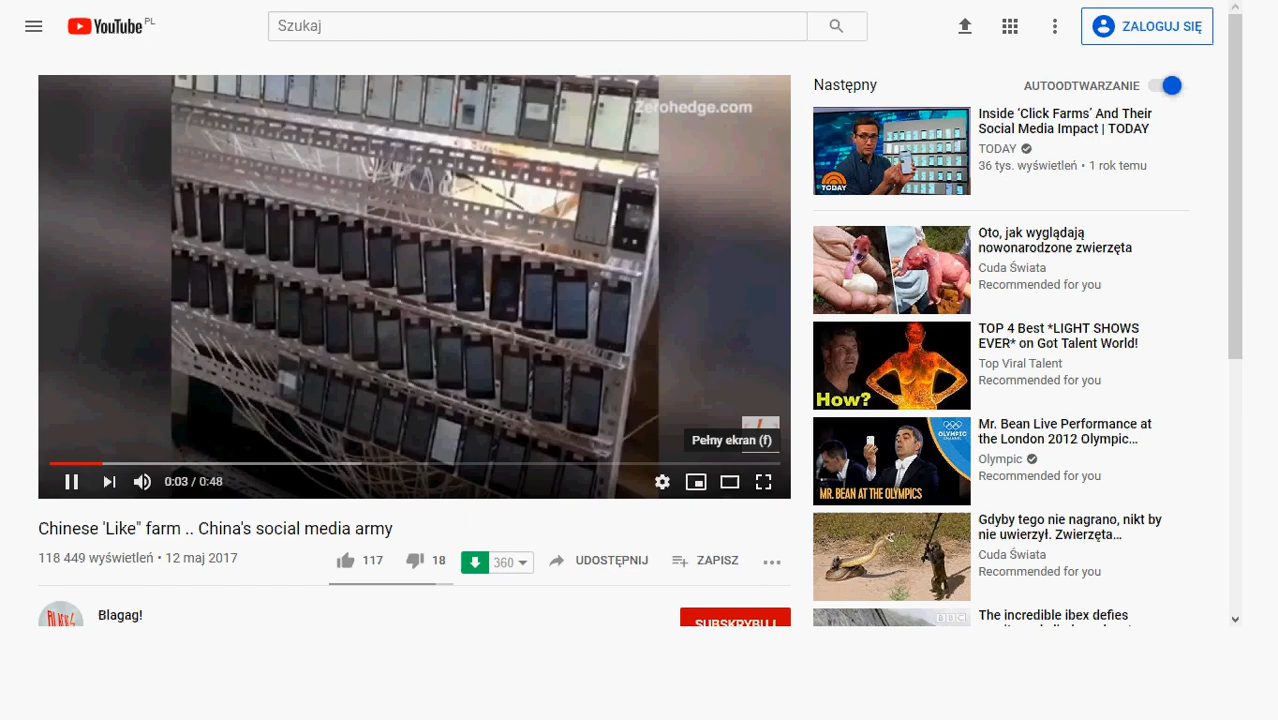 YouTube PL
Szukaj
ZALOGUJ SIĘ
Zerohedge.com
Pełny ekran (f)
0:03 / 0:48
Chinese 'Like" farm .. China's social media army
118 449 wyświetleń • 12 maj 2017
117
18
360
UDOSTĘPNIJ
ZAPISZ
Blagag!
SUBSKRYBUJ
Następny
AUTOODTWARZANIE
TODAY
Inside ‘Click Farms’ And Their
Social Media Impact | TODAY
TODAY
36 tys. wyświetleń • 1 rok temu
Oto, jak wyglądają
nowonarodzone zwierzęta
Cuda Świata
Recommended for you
How?
TOP 4 Best *LIGHT SHOWS
EVER* on Got Talent World!
Top Viral Talent
Recommended for you
OLYMPIC
CHANNEL
MR. BEAN AT THE OLYMPICS
Mr. Bean Live Performance at
the London 2012 Olympic...
Olympic
Recommended for you
Gdyby tego nie nagrano, nikt by
nie uwierzył. Zwierzęta...
Cuda Świata
Recommended for you
BBC
The incredible ibex defies